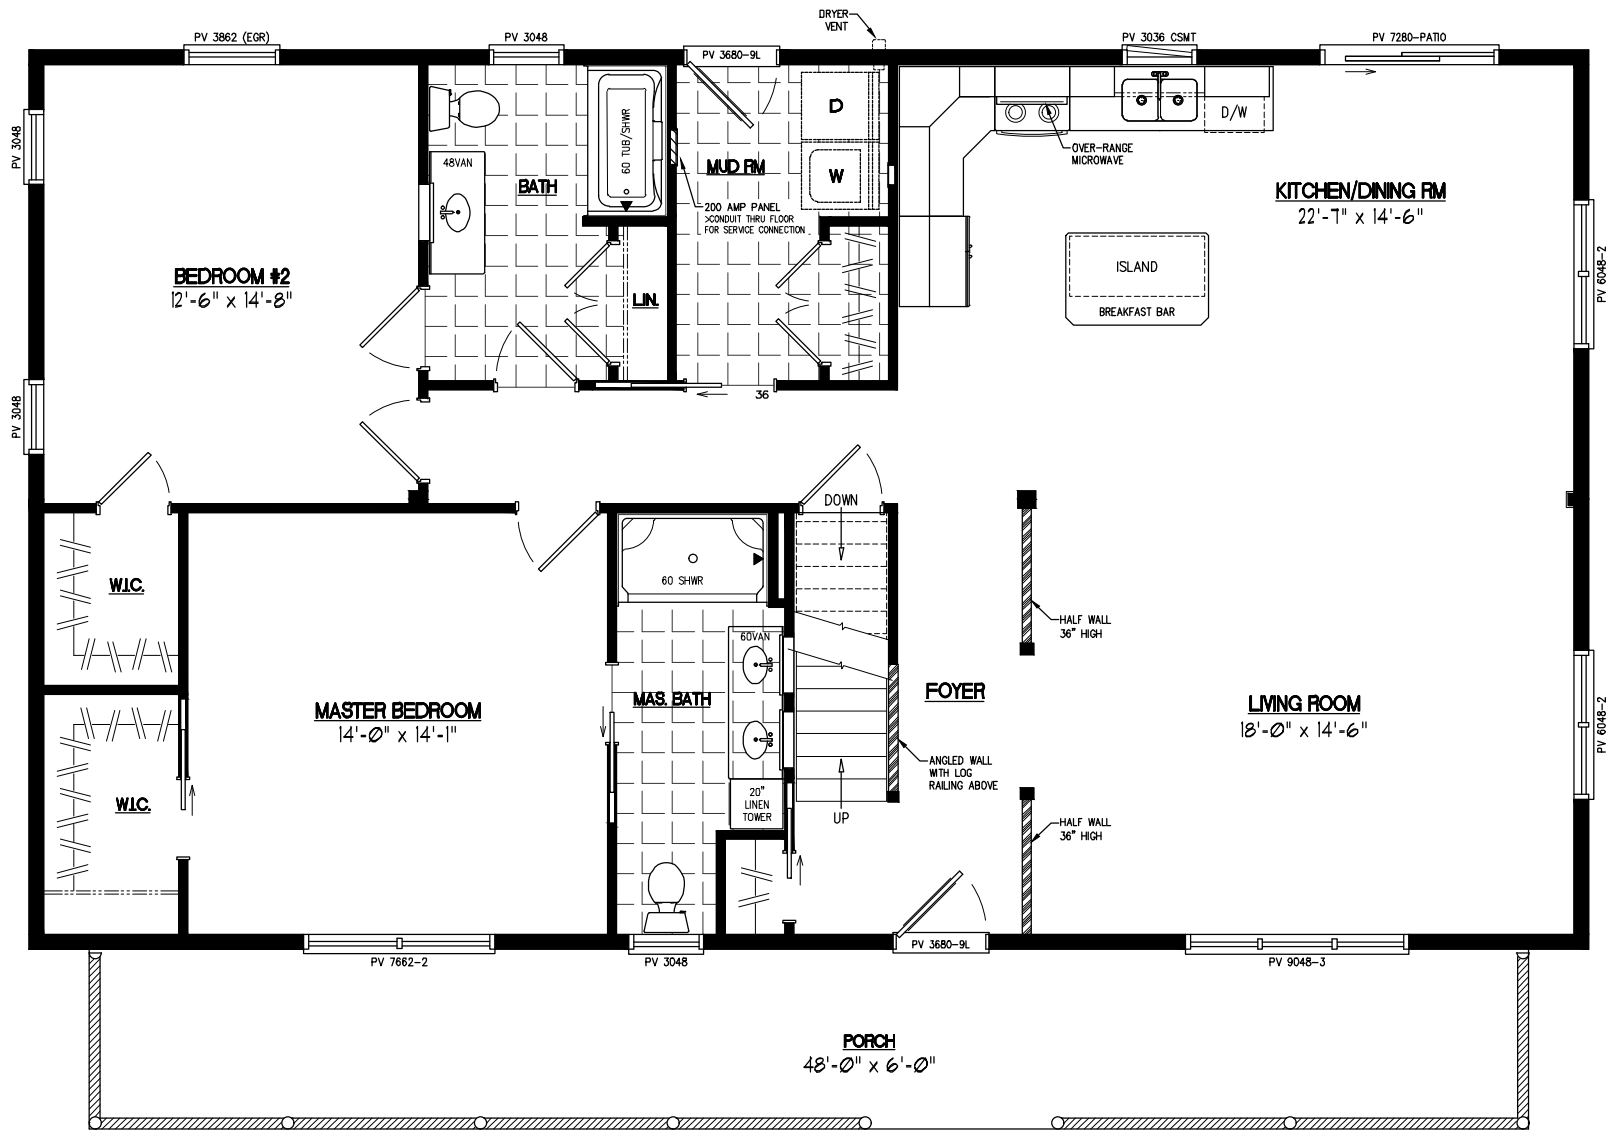 DRYER
VENT
PV 3862 (EGR)
PV 3048
PV 3680-9L
PV 3036 CSMT
PV 7280-PATIO
PV 3048
48VAN
BATH
60 TUB/SHWR
MUD RM
D
W
200 AMP PANEL
>CONDUIT THRU FLOOR
FOR SERVICE CONNECTION
D/W
OVER-RANGE
MICROWAVE
KITCHEN/DINING RM
22'-7" x 14'-6"
BEDROOM #2
12'-6" x 14'-8"
LIN.
ISLAND
BREAKFAST BAR
PV 6048-2
PV 3048
36
DOWN
W.I.C.
60 SHWR
HALF WALL
36" HIGH
60VAN
MAS. BATH
FOYER
MASTER BEDROOM
14'-0" x 14'-1"
LIVING ROOM
18'-0" x 14'-6"
PV 6048-2
ANGLED WALL
WITH LOG
RAILING ABOVE
W.I.C.
20"
LINEN
TOWER
UP
HALF WALL
36" HIGH
PV 7662-2
PV 3048
PV 3680-9L
PV 9048-3
PORCH
48'-0" x 6'-0"